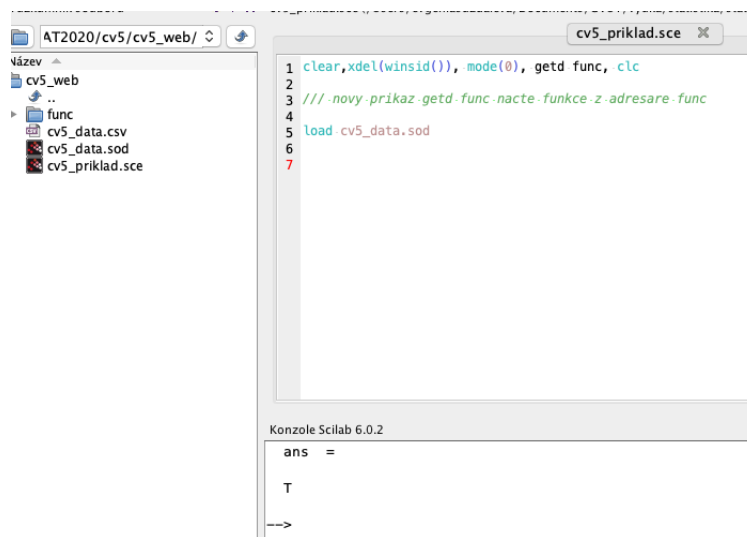 AT2020/cv5/cv5_web/
Název
cv5_web
..
func
cv5_data.csv
cv5_data.sod
cv5_priklad.sce
cv5_priklad.sce
1 clear,xdel(winsid()), mode(0), getd func, clc
2
3 /// novy prikaz getd func nacte funkce z adresare func
4
5 load cv5_data.sod
6
7
Konzole Scilab 6.0.2
ans =
T
-->